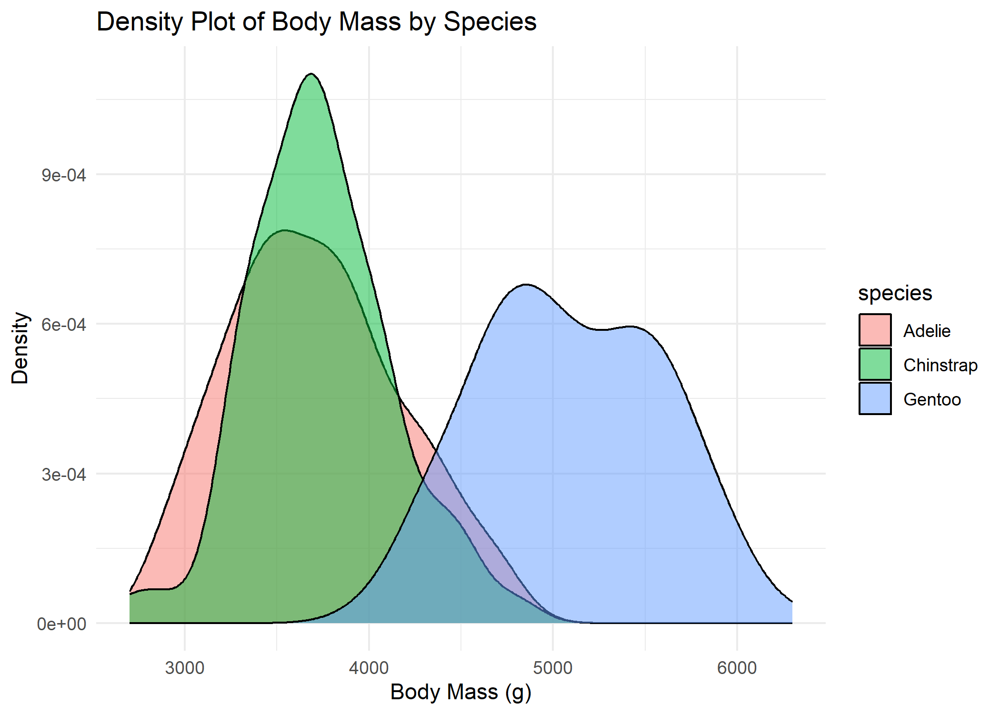 Density Plot of Body Mass by Species
9e-04
6e-04
3e-04
0e+00
Density
3000 4000 5000 6000
Body Mass (g)
species
Adelie
Chinstrap
Gentoo